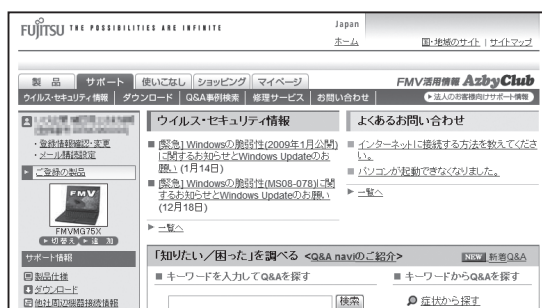 FUJITSU THE POSSIBILITIES ARE INFINITE
Japan
ホーム
国・地域のサイト | サイトマップ
製 品
サポート
使いこなし
ショッピング
マイページ
FMV活用情報 AzbyClub
ウイルス・セキュリティ情報 | ダウンロード | Q&A事例検索 | 修理サービス | お問い合わせ
法人のお客様向けサポート情報
・登録情報確認・変更
・メール購読設定
ご登録の製品
FMV
FMVMG75X
切替え
追 加
サポート情報
製品仕様
ダウンロード
他社周辺機器接続情報
ウイルス・セキュリティ情報
[緊急] Windowsの脆弱性(2009年1月公開)
に関するお知らせとWindows Updateのお
願い (1月14日)
[緊急] Windowsの脆弱性(MS08-078)に関
するお知らせとWindows Updateのお願い
(12月18日)
一覧へ
よくあるお問い合わせ
インターネットに接続する方法を教えてくださ
い。
パソコンが起動できなくなりました。
一覧へ
「知りたい／困った」を調べる <Q&A naviのご紹介>
NEW 新着Q&A
キーワードを入力してQ&Aを探す
検索
キーワードからQ&Aを探す
症状から探す